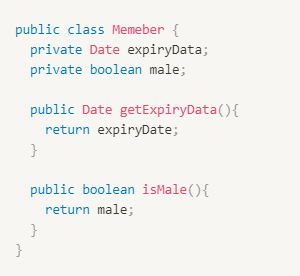 public class Memeber {
  private Date expiryData;
  private boolean male;

  public Date getExpiryData(){
    return expiryDate;
  }

  public boolean isMale(){
    return male;
  }
}